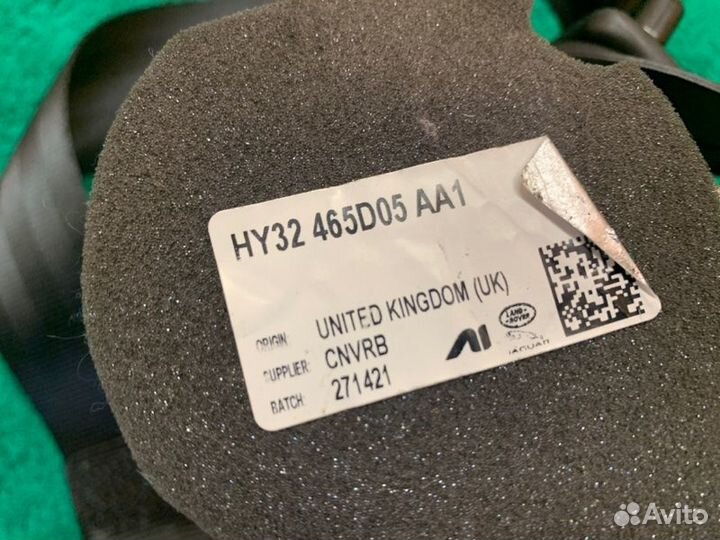 HY32 465D05 AA1
ORIGIN: UNITED KINGDOM (UK)
SUPPLIER: CNVRB
BATCH: 271421
LAND-
ROVER
JAGUAR
Avito